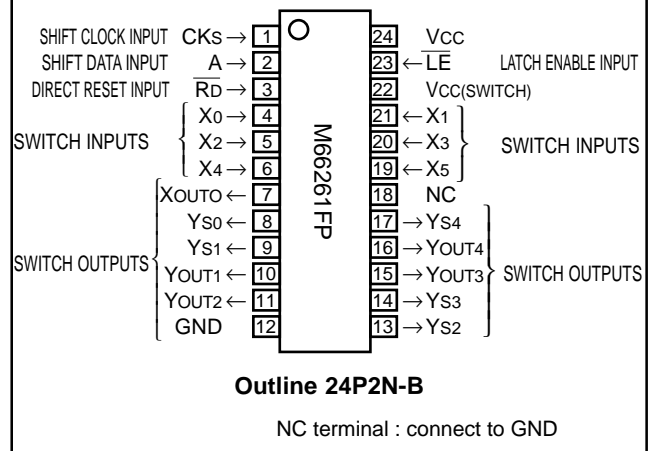 SHIFT CLOCK INPUT CKS→ 1 24 VCC
SHIFT DATA INPUT A→ 2 23 ←L̅E̅ LATCH ENABLE INPUT
DIRECT RESET INPUT R̅D̅→ 3 22 VCC(SWITCH)
X0→ 4 21 ←X1
SWITCH INPUTS X2→ 5 20 ←X3 SWITCH INPUTS
X4→ 6 19 ←X5
XOUTO← 7 18 NC
YS0← 8 17 →YS4
YS1← 9 16 →YOUT4
SWITCH OUTPUTS YOUT1← 10 15 →YOUT3 SWITCH OUTPUTS
YOUT2← 11 14 →YS3
GND 12 13 →YS2
M66261FP
Outline 24P2N-B
NC terminal : connect to GND